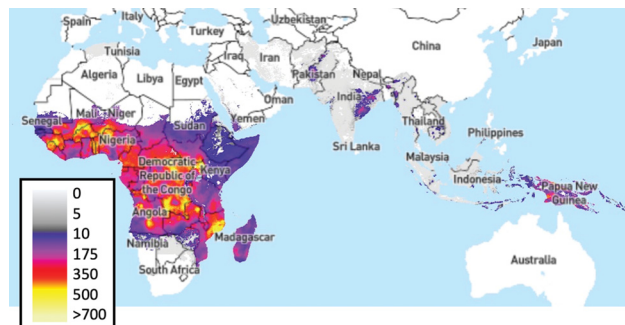 Spain
Italy
Turkey
Uzbekistan
China
Japan
Tunisia
Iraq
Iran
Algeria
Libya
Egypt
Pakistan
Nepal
Oman
India
Senegal
Mali
Niger
Sudan
Yemen
Thailand
Philippines
Nigeria
Sri Lanka
Malaysia
Democratic
Republic of
the Congo
Kenya
Indonesia
Papua New
Guinea
Angola
Namibia
Madagascar
South Africa
Australia
0
5
10
175
350
500
>700